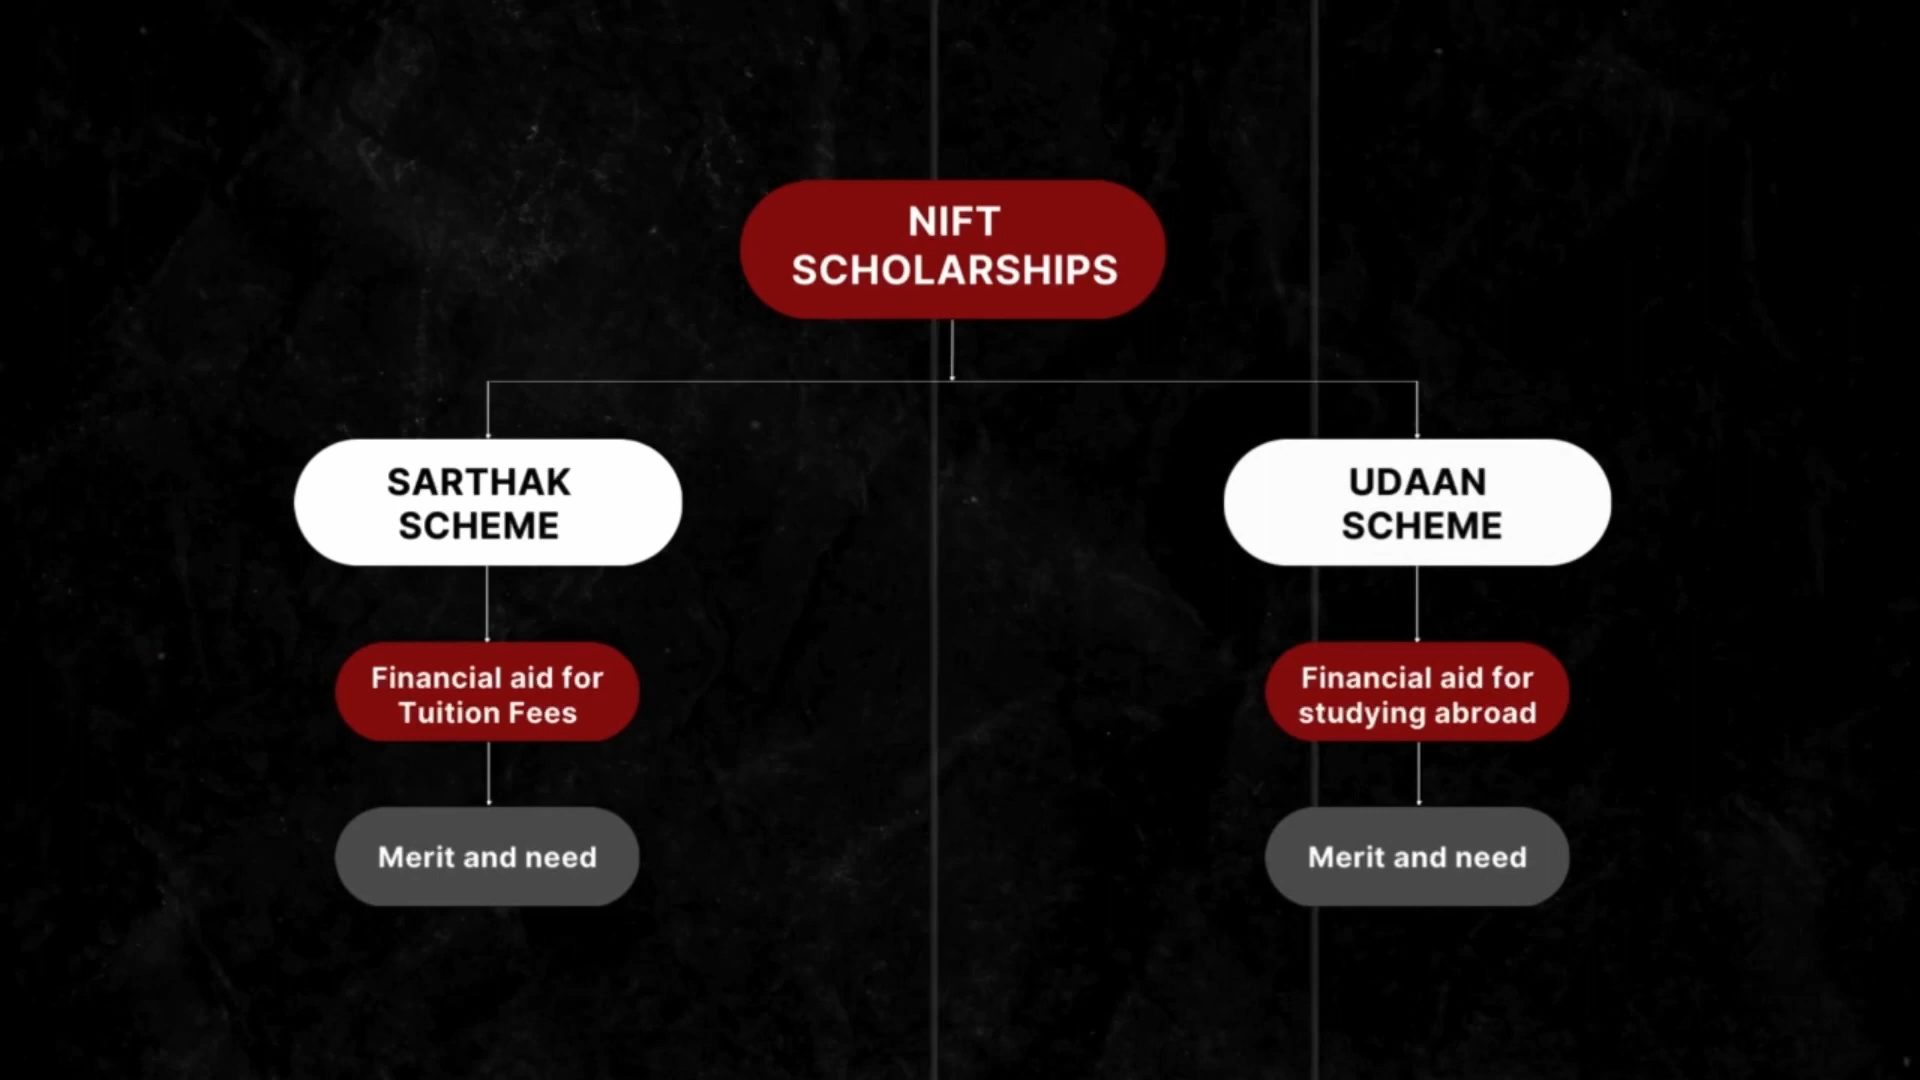 NIFT
SCHOLARSHIPS
SARTHAK
SCHEME
UDAAN
SCHEME
Financial aid for
Tuition Fees
Financial aid for
studying abroad
Merit and need
Merit and need